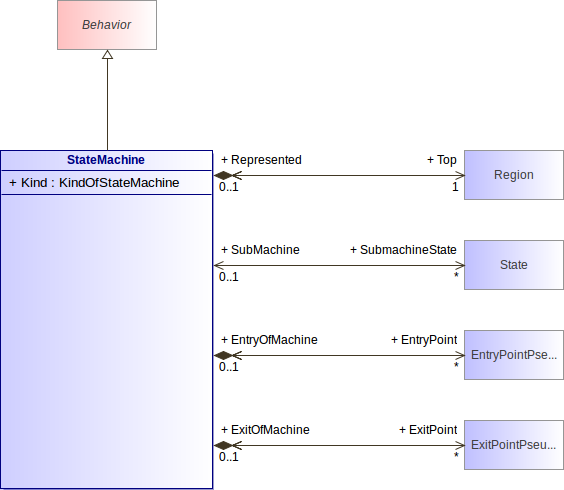 Behavior
StateMachine
+ Kind : KindOfStateMachine
+ Represented
+ Top
0..1
1
Region
+ SubMachine
+ SubmachineState
0..1
*
State
+ EntryOfMachine
+ EntryPoint
0..1
*
EntryPointPse...
+ ExitOfMachine
+ ExitPoint
0..1
*
ExitPointPseu...